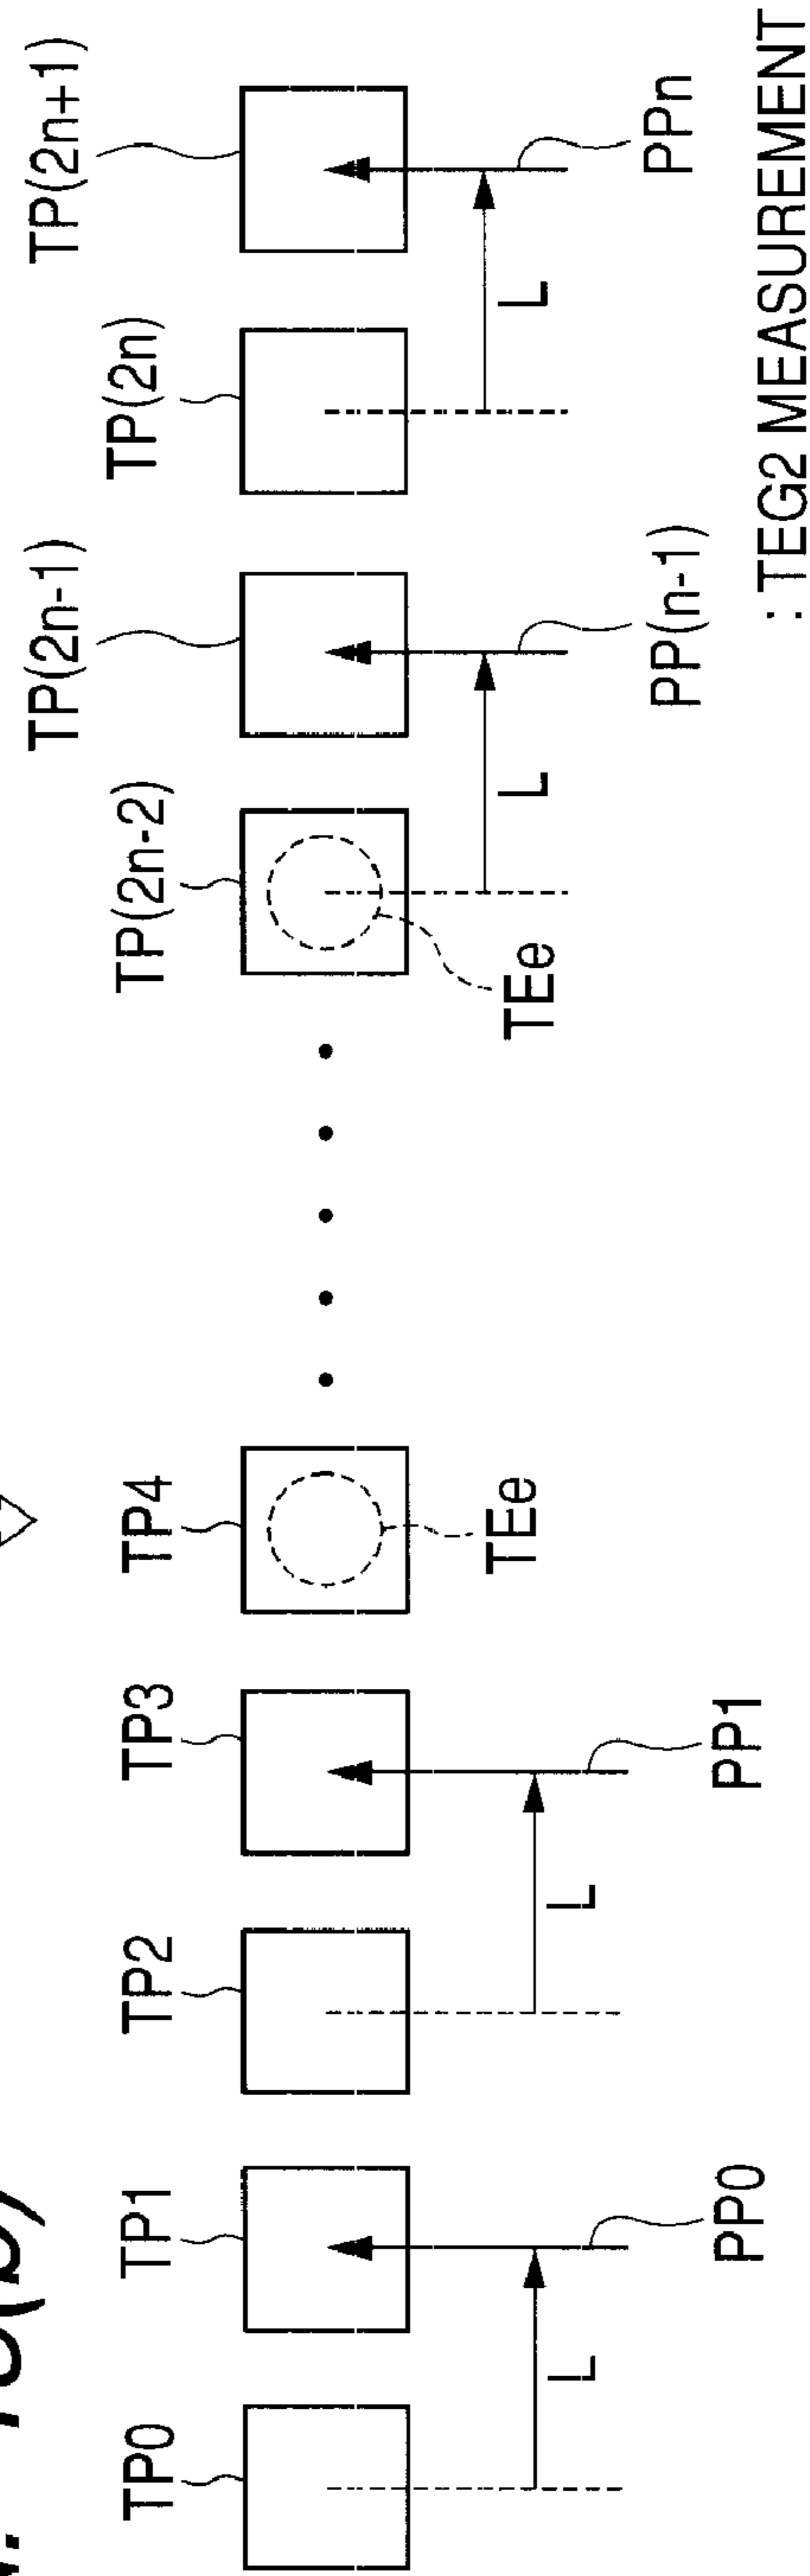 TP0
TP1
TP2
TP3
TP4
TP(2n-2)
TP(2n-1)
TP(2n)
TP(2n+1)
TEe
TEe
L
L
L
L
PP0
PP1
PP(n-1)
PPn
: TEG2 MEASUREMENT